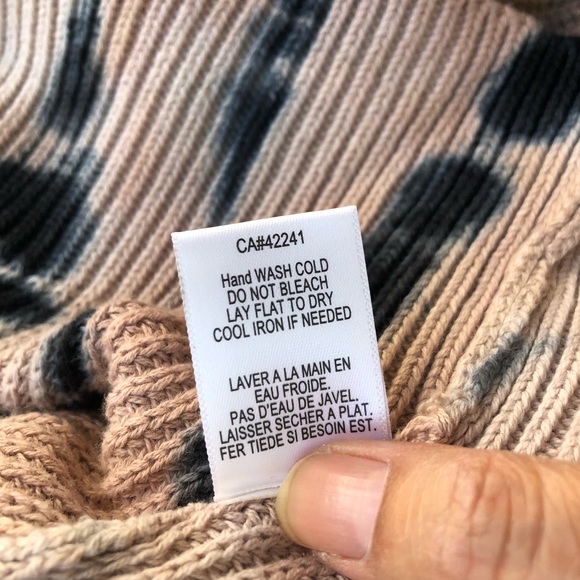 CA#42241
Hand WASH COLD
DO NOT BLEACH
LAY FLAT TO DRY
COOL IRON IF NEEDED
LAVER A LA MAIN EN
EAU FROIDE.
PAS D'EAU DE JAVEL.
LAISSER SECHER A PLAT.
FER TIEDE SI BESOIN EST.